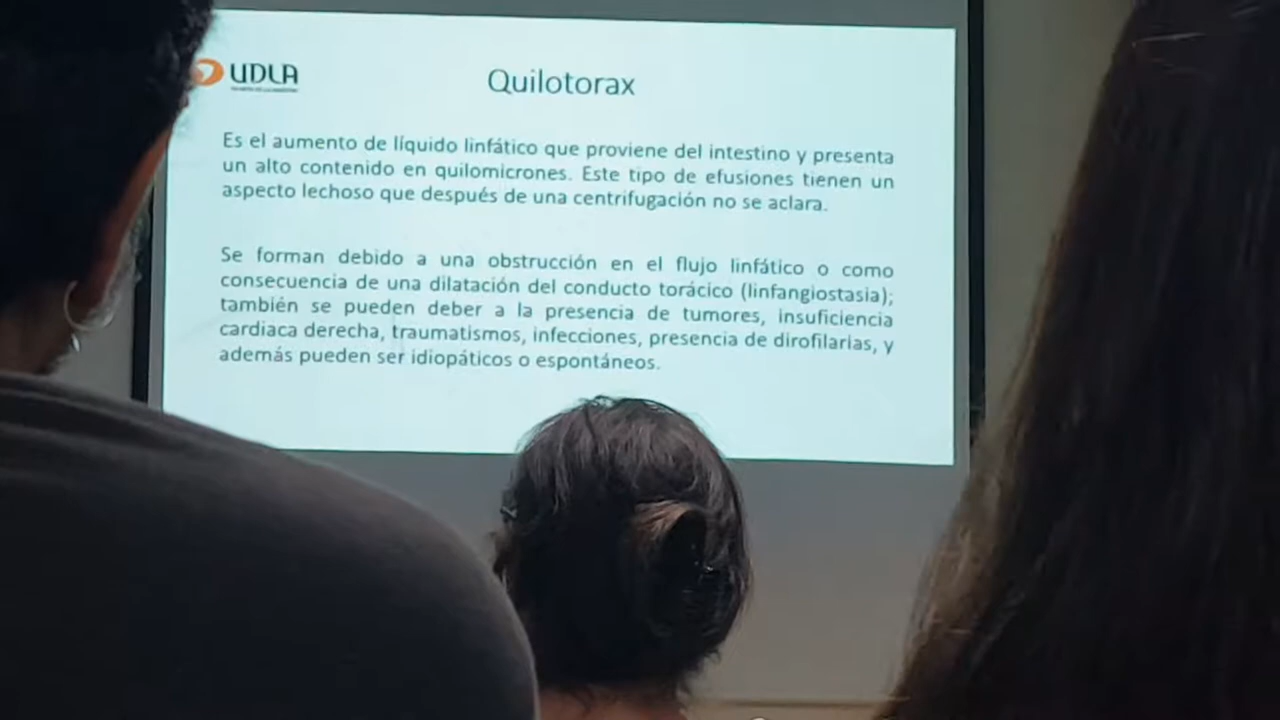 UDLA
Quilotorax
Es el aumento de líquido linfático que proviene del intestino y presenta
un alto contenido en quilomicrones. Este tipo de efusiones tienen un
aspecto lechoso que después de una centrifugación no se aclara.
Se forman debido a una obstrucción en el flujo linfático o como
consecuencia de una dilatación del conducto torácico (linfangiostasia);
también se pueden deber a la presencia de tumores, insuficiencia
cardiaca derecha, traumatismos, infecciones, presencia de dirofilarias, y
además pueden ser idiopáticos o espontáneos.